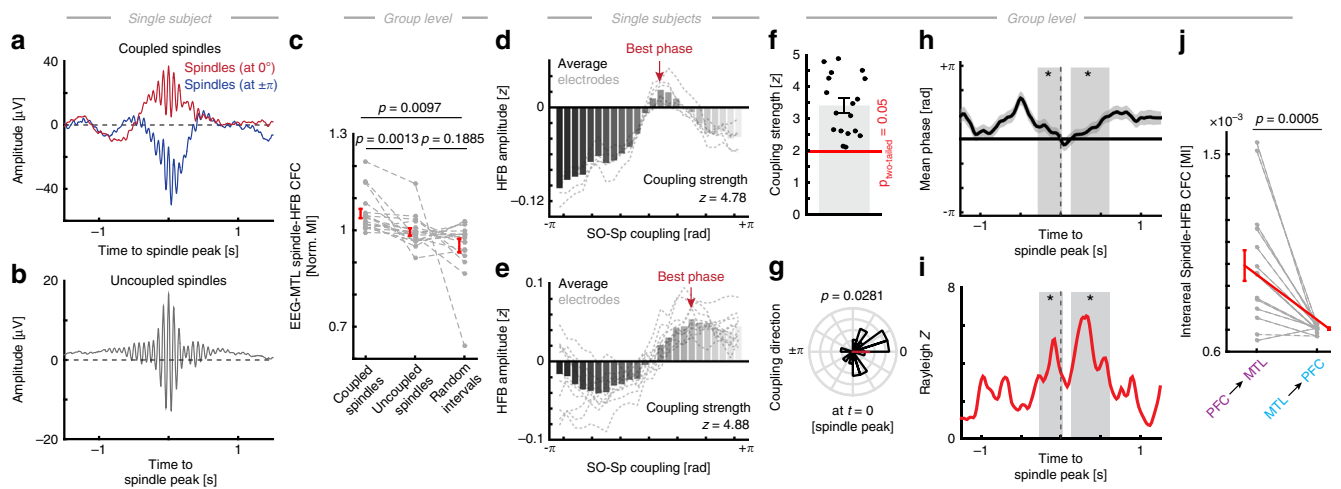 Single subject
Group level
Single subjects
Group level
a
Coupled spindles
Spindles (at 0°)
Spindles (at ±π)
Amplitude [µV]
40
0
−50
−1
1
Time to spindle peak [s]
b
Uncoupled spindles
Amplitude [µV]
20
0
−20
−1
1
Time to
spindle peak [s]
c
p = 0.0097
p = 0.0013
p = 0.1885
EEG-MTL spindle-HFB CFC
[Norm. MI]
1.3
1
0.7
Coupled
spindles
Uncoupled
spindles
Random
intervals
d
Best phase
Average
electrodes
HFB amplitude [z]
0
−0.12
Coupling strength
z = 4.78
-π
+π
SO-Sp coupling [rad]
e
Best phase
Average
electrodes
HFB amplitude [z]
0.1
0
−0.1
Coupling strength
z = 4.88
-π
+π
SO-Sp coupling [rad]
f
Coupling strength [z]
5
4
3
2
1
0
p two-tailed = 0.05
g
p = 0.0281
Coupling direction
±π
0
at t = 0
[spindle peak]
h
Mean phase [rad]
+π
-π
*
*
−1
1
Time to
spindle peak [s]
i
Rayleigh Z
8
0
*
*
−1
1
Time to
spindle peak [s]
j
×10⁻³
p = 0.0005
Interareal Spindle-HFB CFC [MI]
1.5
0.6
PFC → MTL
MTL → PFC